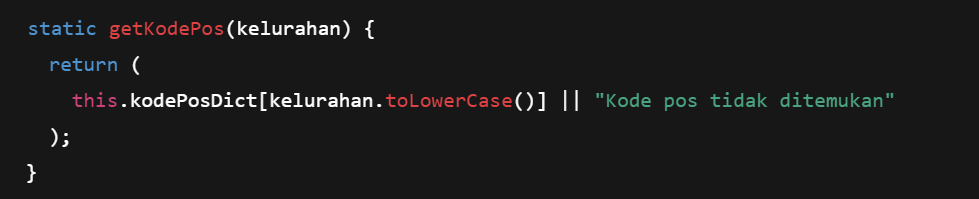 static getKodePos(kelurahan) {
return (
this.kodePosDict[kelurahan.toLowerCase()] || "Kode pos tidak ditemukan"
);
}